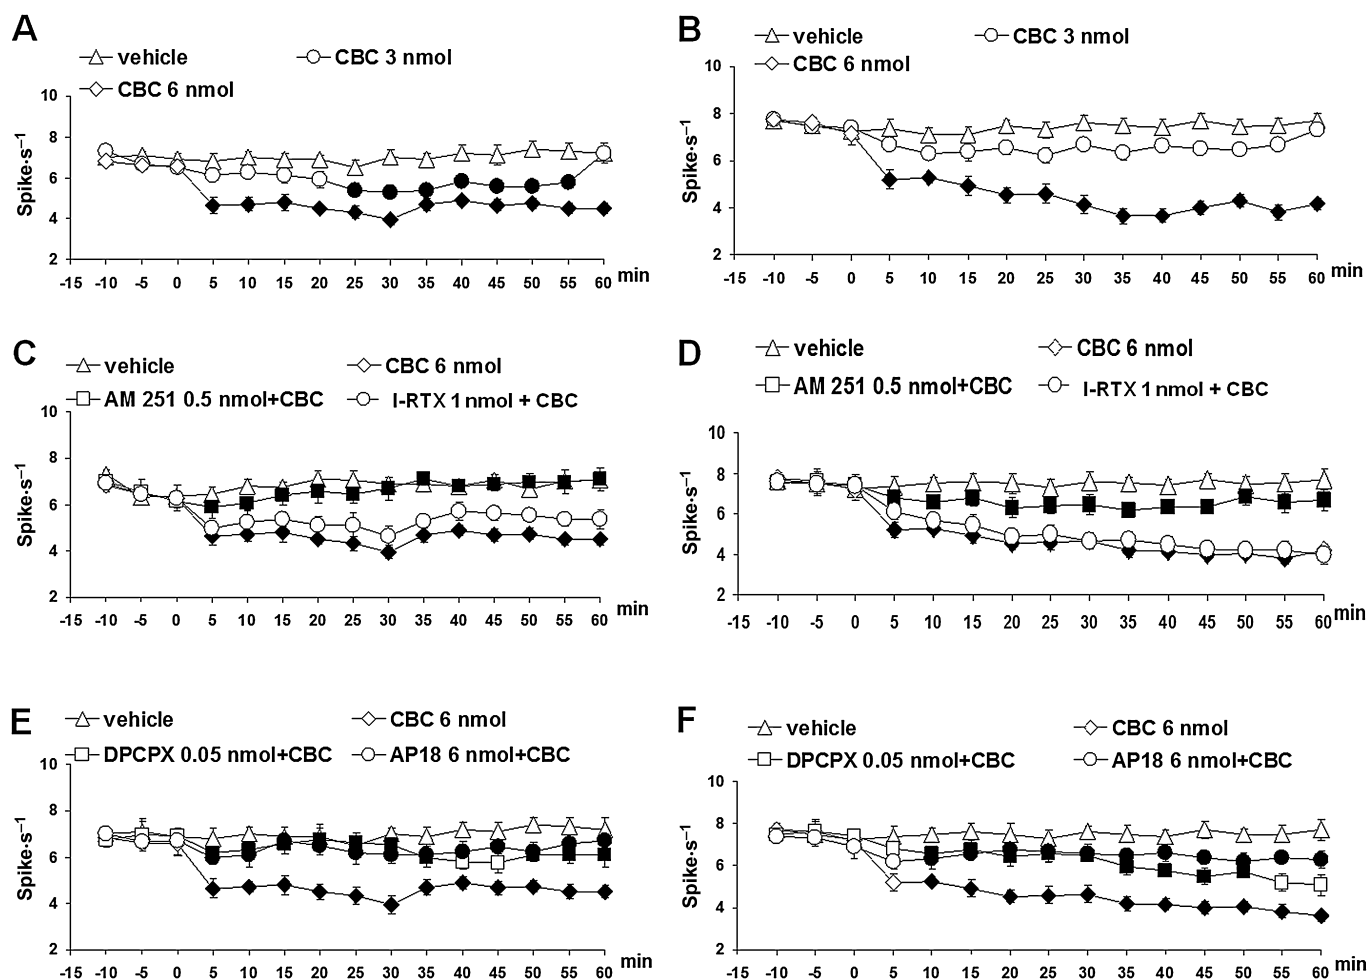 A
vehicle
CBC 3 nmol
CBC 6 nmol
Spike·s⁻¹
10
8
6
4
2
-15 -10 -5 0 5 10 15 20 25 30 35 40 45 50 55 60 min
B
vehicle
CBC 3 nmol
CBC 6 nmol
Spike·s⁻¹
10
8
6
4
2
-15 -10 -5 0 5 10 15 20 25 30 35 40 45 50 55 60 min
C
vehicle
CBC 6 nmol
AM 251 0.5 nmol+CBC
I-RTX 1 nmol + CBC
Spike·s⁻¹
10
8
6
4
2
-15 -10 -5 0 5 10 15 20 25 30 35 40 45 50 55 60 min
D
vehicle
CBC 6 nmol
AM 251 0.5 nmol+CBC
I-RTX 1 nmol + CBC
Spike·s⁻¹
10
8
6
4
2
-15 -10 -5 0 5 10 15 20 25 30 35 40 45 50 55 60 min
E
vehicle
CBC 6 nmol
DPCPX 0.05 nmol+CBC
AP18 6 nmol+CBC
Spike·s⁻¹
10
8
6
4
2
-15 -10 -5 0 5 10 15 20 25 30 35 40 45 50 55 60 min
F
vehicle
CBC 6 nmol
DPCPX 0.05 nmol+CBC
AP18 6 nmol+CBC
Spike·s⁻¹
10
8
6
4
2
-15 -10 -5 0 5 10 15 20 25 30 35 40 45 50 55 60 min